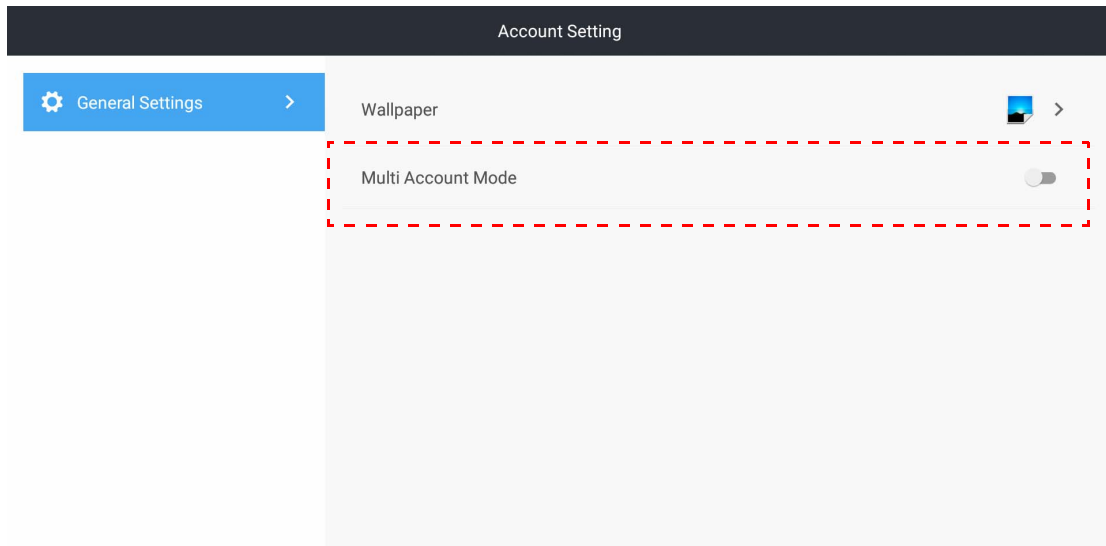 Account Setting
General Settings
Wallpaper
Multi Account Mode